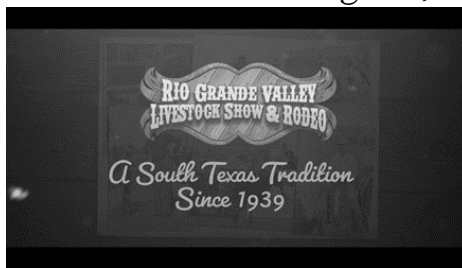 RIO GRANDE VALLEY
LIVESTOCK SHOW & RODEO
A South Texas Tradition
Since 1939